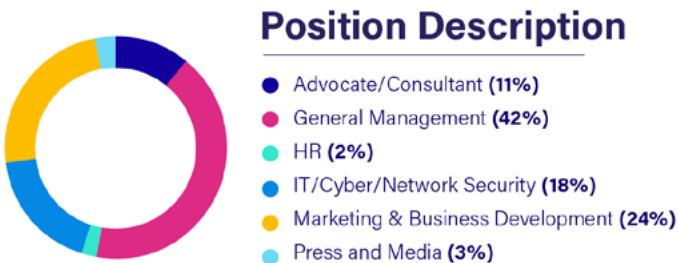 Position Description
Advocate/Consultant (11%)
General Management (42%)
HR (2%)
IT/Cyber/Network Security (18%)
Marketing & Business Development (24%)
Press and Media (3%)